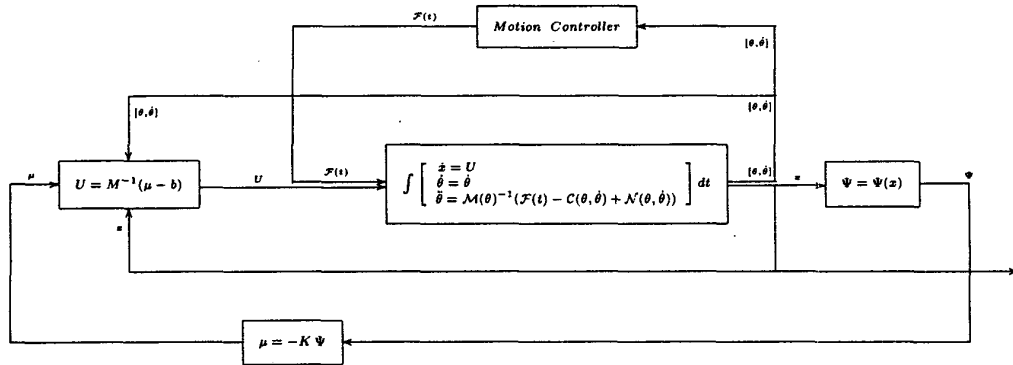 𝓕(t)
Motion Controller
[θ, θ̇]
[θ, θ̇]
[θ, θ̇]
μ
U = M⁻¹(μ − b)
U
𝓕(t)
∫ [ ẋ = U
θ̇ = θ̇
θ̈ = 𝓜(θ)⁻¹(𝓕(t) − 𝓒(θ, θ̇) + 𝓝(θ, θ̇)) ] dt
[θ, θ̇]
x
Ψ = Ψ(x)
Ψ
x
μ = −K Ψ